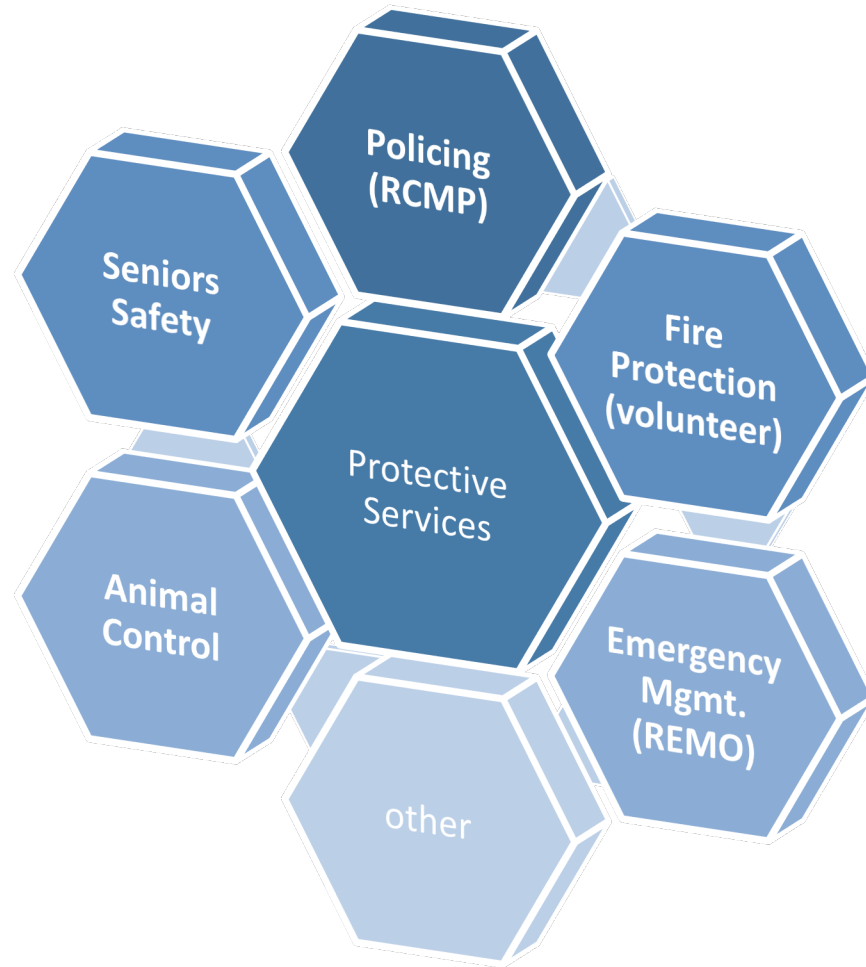 Policing
(RCMP)
Seniors
Safety
Fire
Protection
(volunteer)
Protective
Services
Animal
Control
Emergency
Mgmt.
(REMO)
other